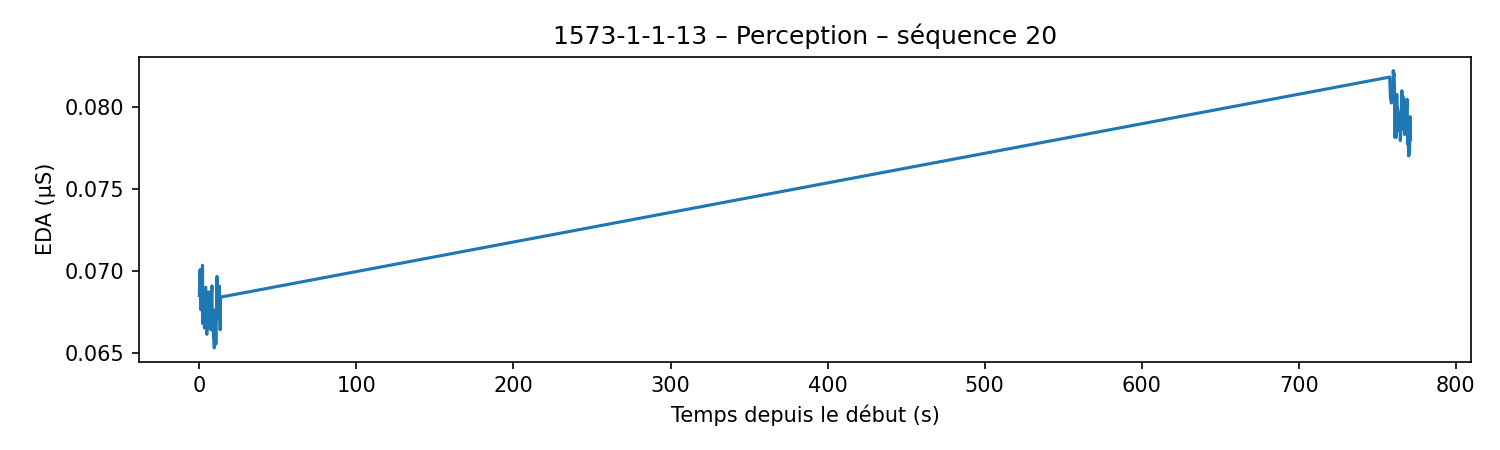 1573-1-1-13 – Perception – séquence 20
EDA (µS)
0.080
0.075
0.070
0.065
0 100 200 300 400 500 600 700 800
Temps depuis le début (s)